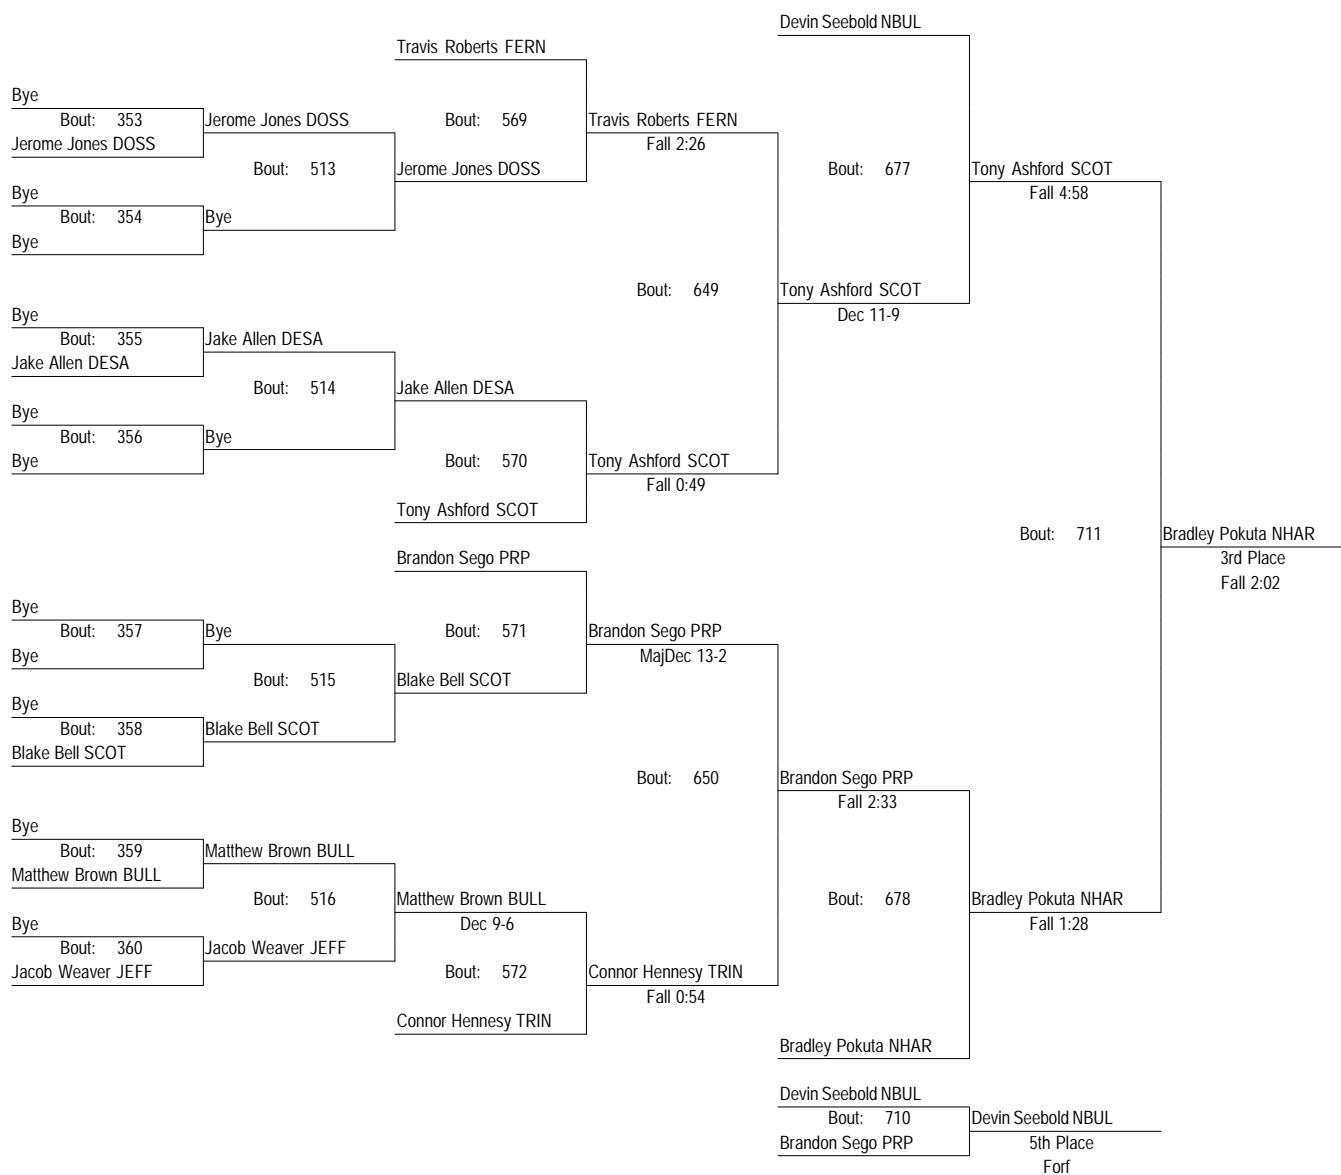 Devin Seebold NBUL
Travis Roberts FERN
Bye
Bout: 353
Jerome Jones DOSS
Jerome Jones DOSS
Bout: 569
Travis Roberts FERN
Fall 2:26
Bout: 513
Jerome Jones DOSS
Bout: 677
Tony Ashford SCOT
Fall 4:58
Bye
Bout: 354
Bye
Bye
Bout: 649
Tony Ashford SCOT
Dec 11-9
Bye
Bout: 355
Jake Allen DESA
Jake Allen DESA
Bout: 514
Jake Allen DESA
Bye
Bout: 356
Bye
Bye
Bout: 570
Tony Ashford SCOT
Fall 0:49
Tony Ashford SCOT
Bout: 711
Bradley Pokuta NHAR
3rd Place
Fall 2:02
Brandon Sego PRP
Bye
Bout: 357
Bye
Bye
Bout: 571
Brandon Sego PRP
MajDec 13-2
Bout: 515
Blake Bell SCOT
Bye
Bout: 358
Blake Bell SCOT
Blake Bell SCOT
Bout: 650
Brandon Sego PRP
Fall 2:33
Bye
Bout: 359
Matthew Brown BULL
Matthew Brown BULL
Bout: 516
Matthew Brown BULL
Dec 9-6
Bout: 678
Bradley Pokuta NHAR
Fall 1:28
Bye
Bout: 360
Jacob Weaver JEFF
Jacob Weaver JEFF
Bout: 572
Connor Hennesy TRIN
Fall 0:54
Connor Hennesy TRIN
Bradley Pokuta NHAR
Devin Seebold NBUL
Bout: 710
Devin Seebold NBUL
Brandon Sego PRP
5th Place
Forf